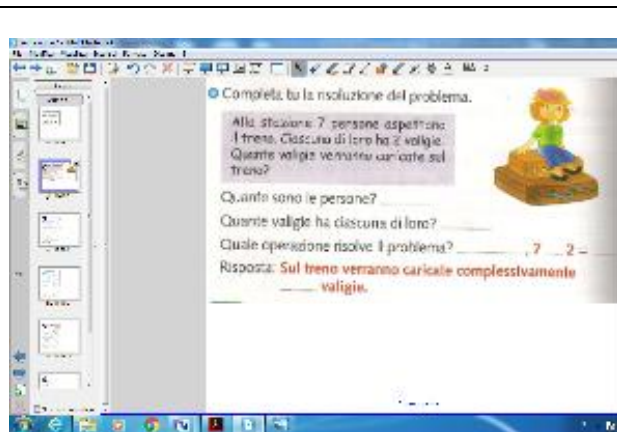 Completa tu la risoluzione del problema.
Alla stazione 7 persone aspettano
il treno. Ciascuna di loro ha 2 valigie.
Quante valigie verranno caricate sul
treno?
Quante sono le persone?
Quante valigie ha ciascuna di loro?
Quale operazione risolve il problema? , 7 2 =
Risposta: Sul treno verranno caricate complessivamente
valigie.